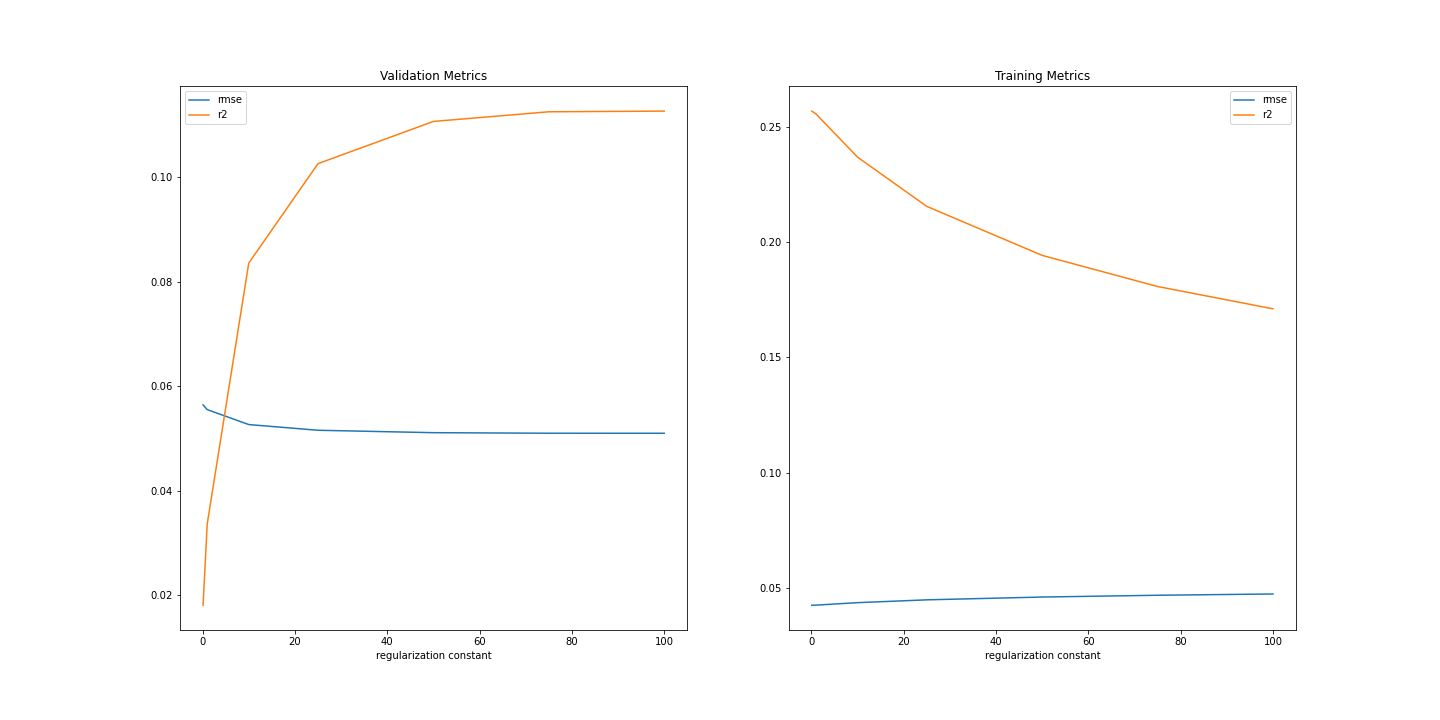 Validation Metrics
rmse
r2
0.10
0.08
0.06
0.04
0.02
0 20 40 60 80 100
regularization constant
Training Metrics
rmse
r2
0.25
0.20
0.15
0.10
0.05
0 20 40 60 80 100
regularization constant